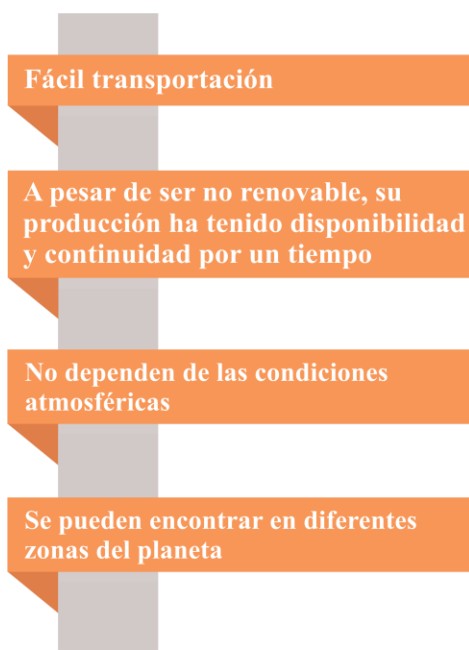 Fácil transportación
A pesar de ser no renovable, su
producción ha tenido disponibilidad
y continuidad por un tiempo
No dependen de las condiciones
atmosféricas
Se pueden encontrar en diferentes
zonas del planeta